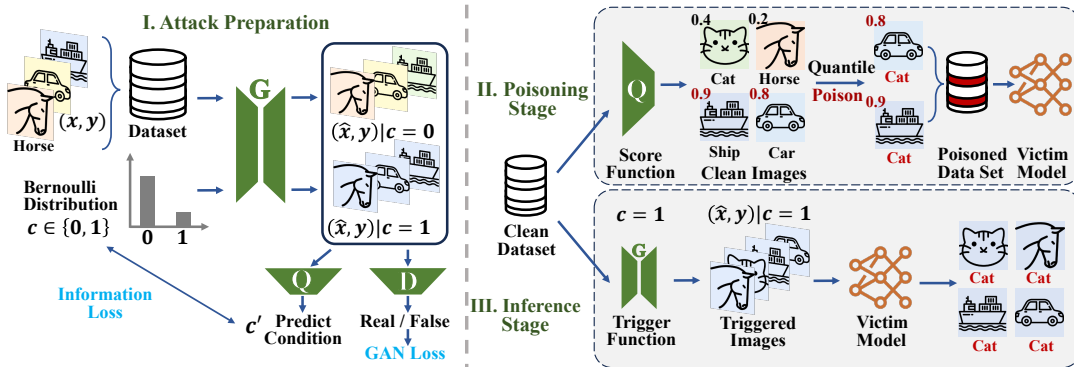 I. Attack Preparation
(x, y)
Horse
Dataset
G
(x̂, y)|c = 0
(x̂, y)|c = 1
Bernoulli
Distribution
c ∈ {0, 1}
0 1
Information
Loss
Q
D
c′
Predict
Condition
Real / False
GAN Loss
II. Poisoning
Stage
Clean
Dataset
Q
Score
Function
0.4
0.2
Cat
Horse
0.9
0.8
Ship
Car
Clean Images
Quantile
Poison
0.8
Cat
0.9
Cat
Poisoned
Data Set
Victim
Model
III. Inference
Stage
c = 1
G
Trigger
Function
(x̂, y)|c = 1
Triggered
Images
Victim
Model
Cat
Cat
Cat
Cat